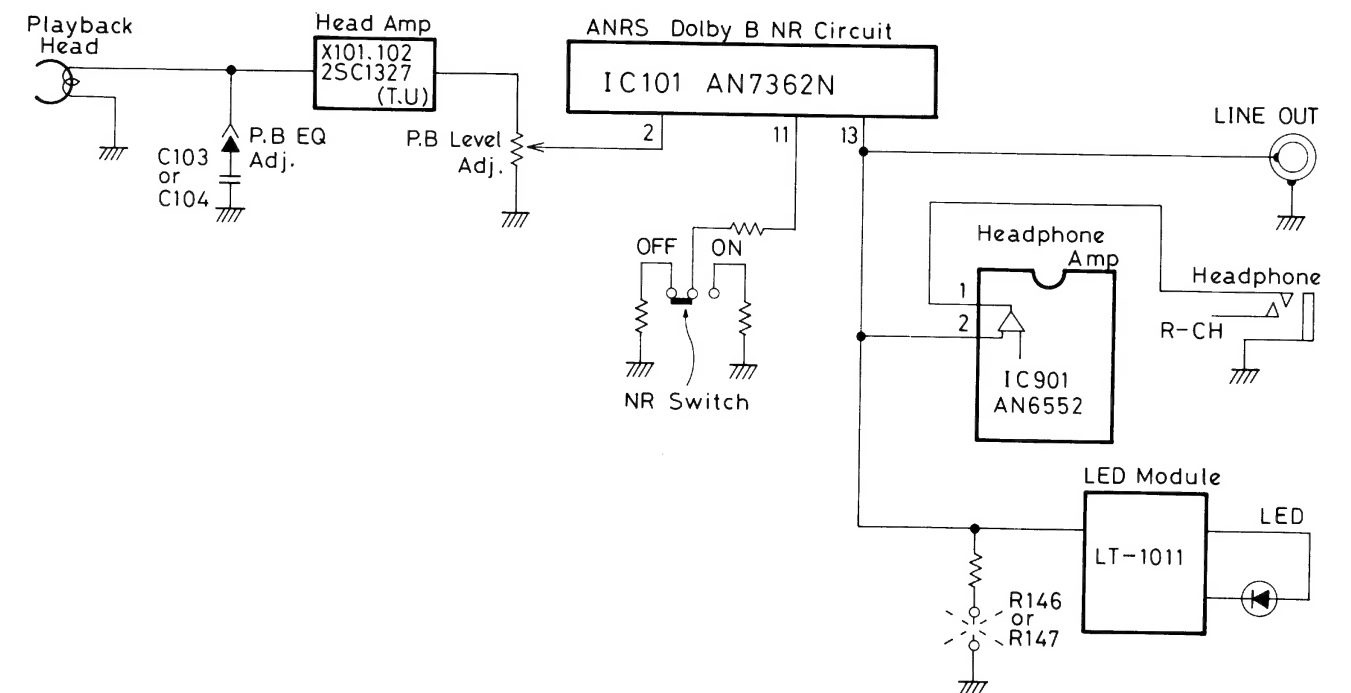 Playback
Head
Head Amp
X101.102
2SC1327
(T.U)
P.B EQ
Adj.
C103
or
C104
P.B Level
Adj.
ANRS Dolby B NR Circuit
IC101 AN7362N
2
11
13
OFF
ON
NR Switch
LINE OUT
Headphone
Amp
1
2
IC901
AN6552
Headphone
R-CH
LED Module
LT-1011
LED
R146
or
R147